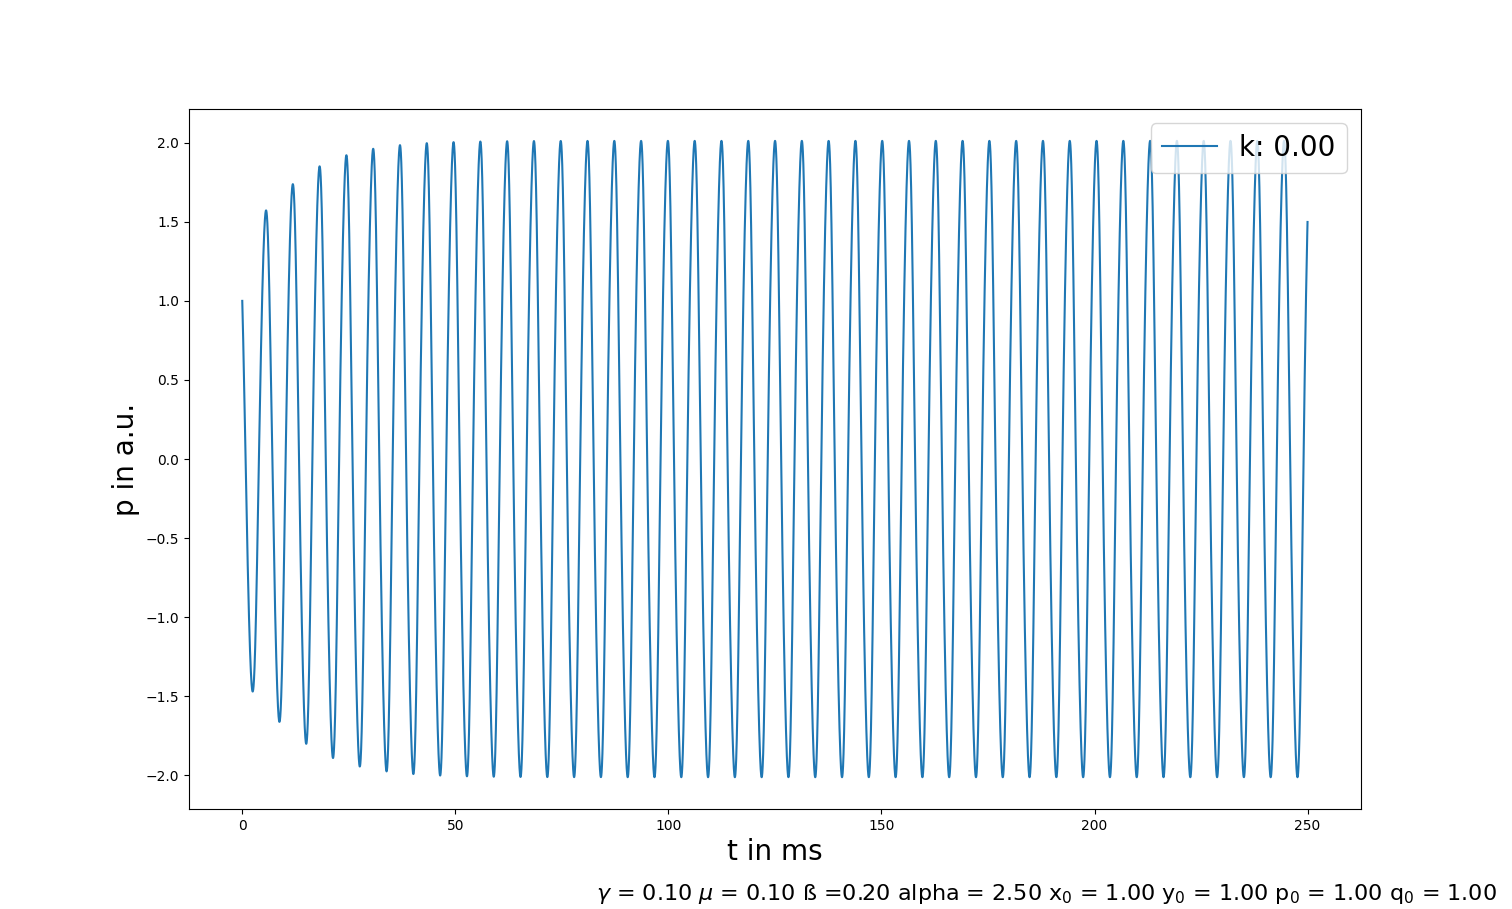 k: 0.00
2.0
1.5
1.0
0.5
0.0
−0.5
−1.0
−1.5
−2.0
p in a.u.
0 50 100 150 200 250
t in ms
γ = 0.10 μ = 0.10 ß =0.20 alpha = 2.50 x₀ = 1.00 y₀ = 1.00 p₀ = 1.00 q₀ = 1.00